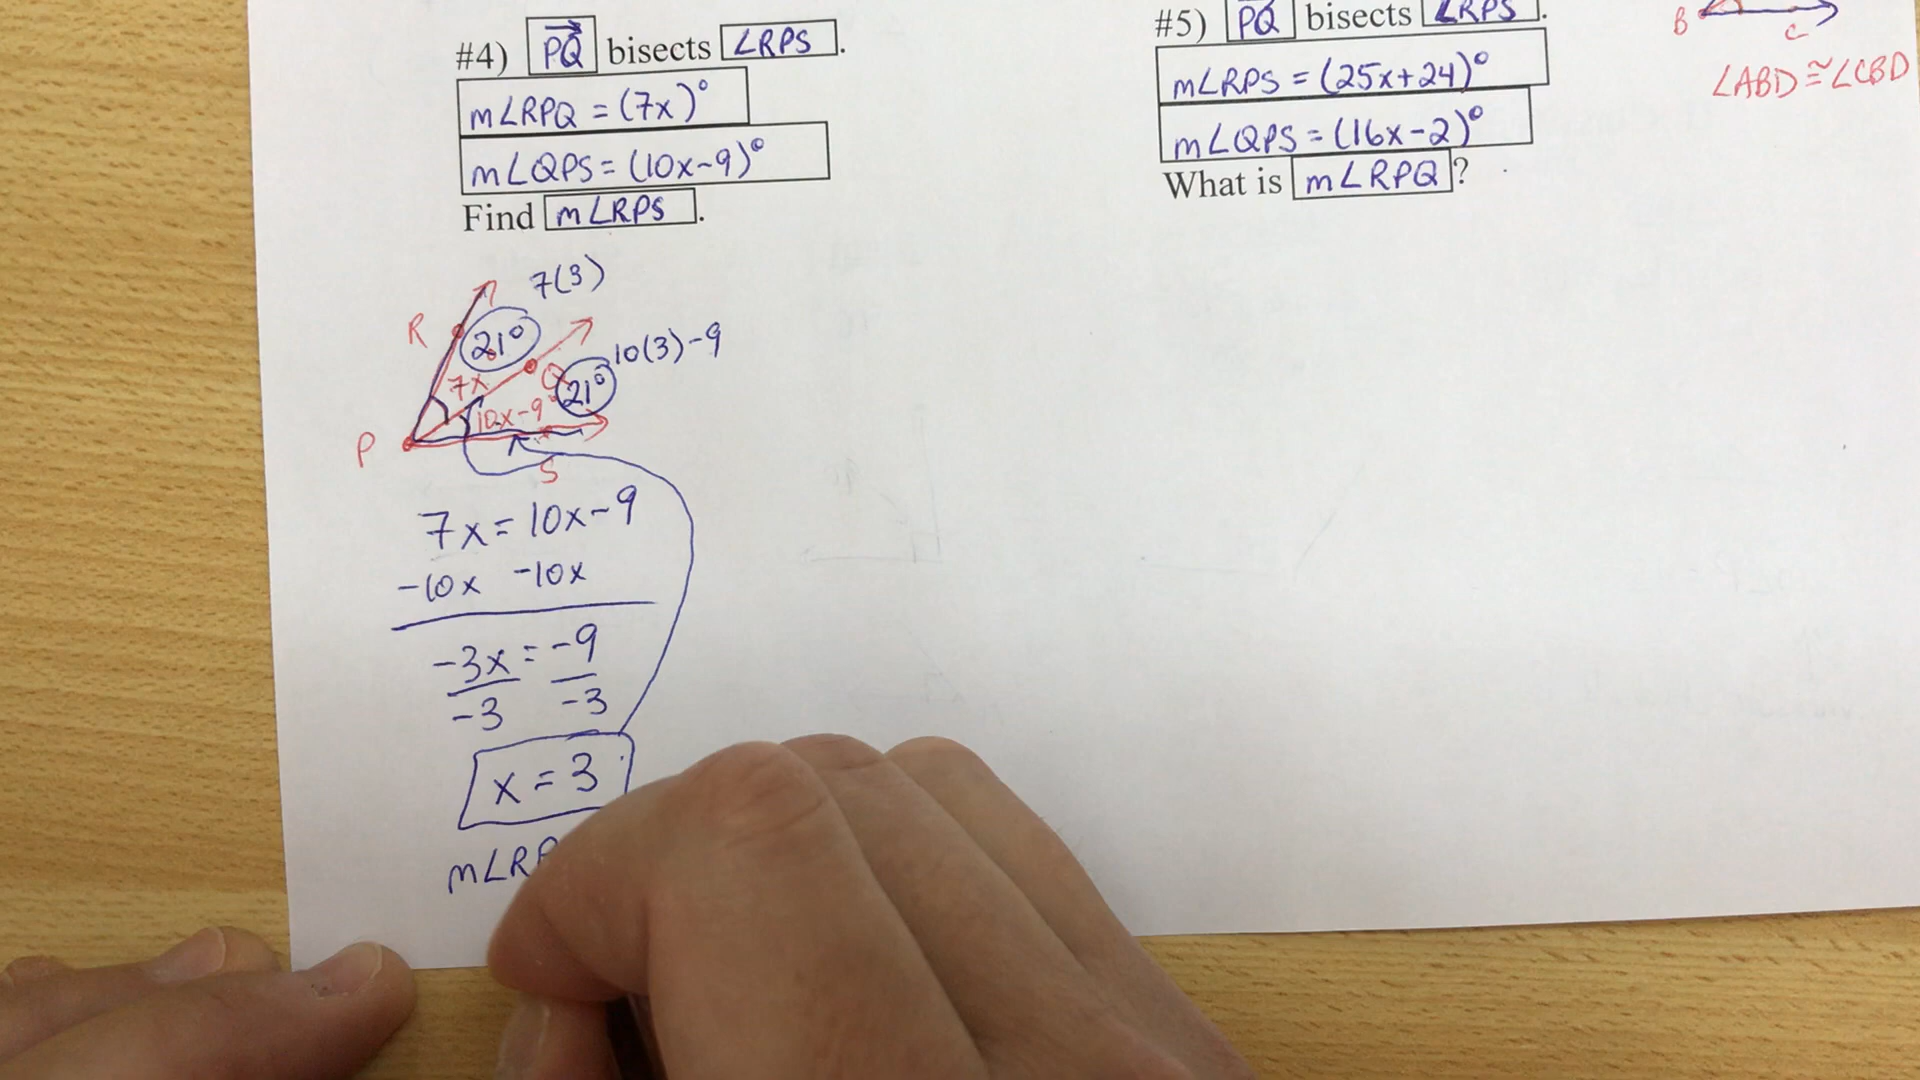 #4) PQ bisects ∠RPS.
m∠RPQ = (7x)°
m∠QPS = (10x-9)°
Find m∠RPS.
7(3)
R
21°
10(3)-9
7x
Q
21°
10x-9
P
S
7x = 10x-9
-10x -10x
-3x = -9
-3 -3
x = 3
m∠RP
#5) PQ bisects ∠RPS.
m∠RPS = (25x+24)°
m∠QPS = (16x-2)°
What is m∠RPQ?
B
C
∠ABD ≅ ∠CBD